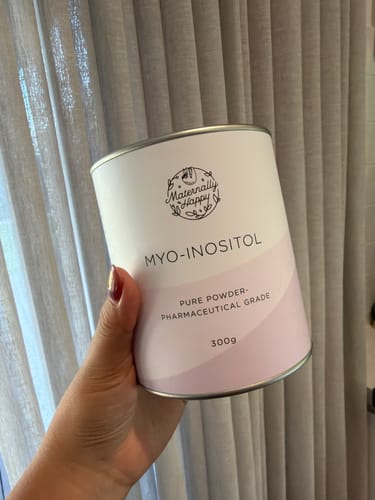 Maternally
Happy
MYO-INOSITOL
PURE POWDER-
PHARMACEUTICAL GRADE
300g